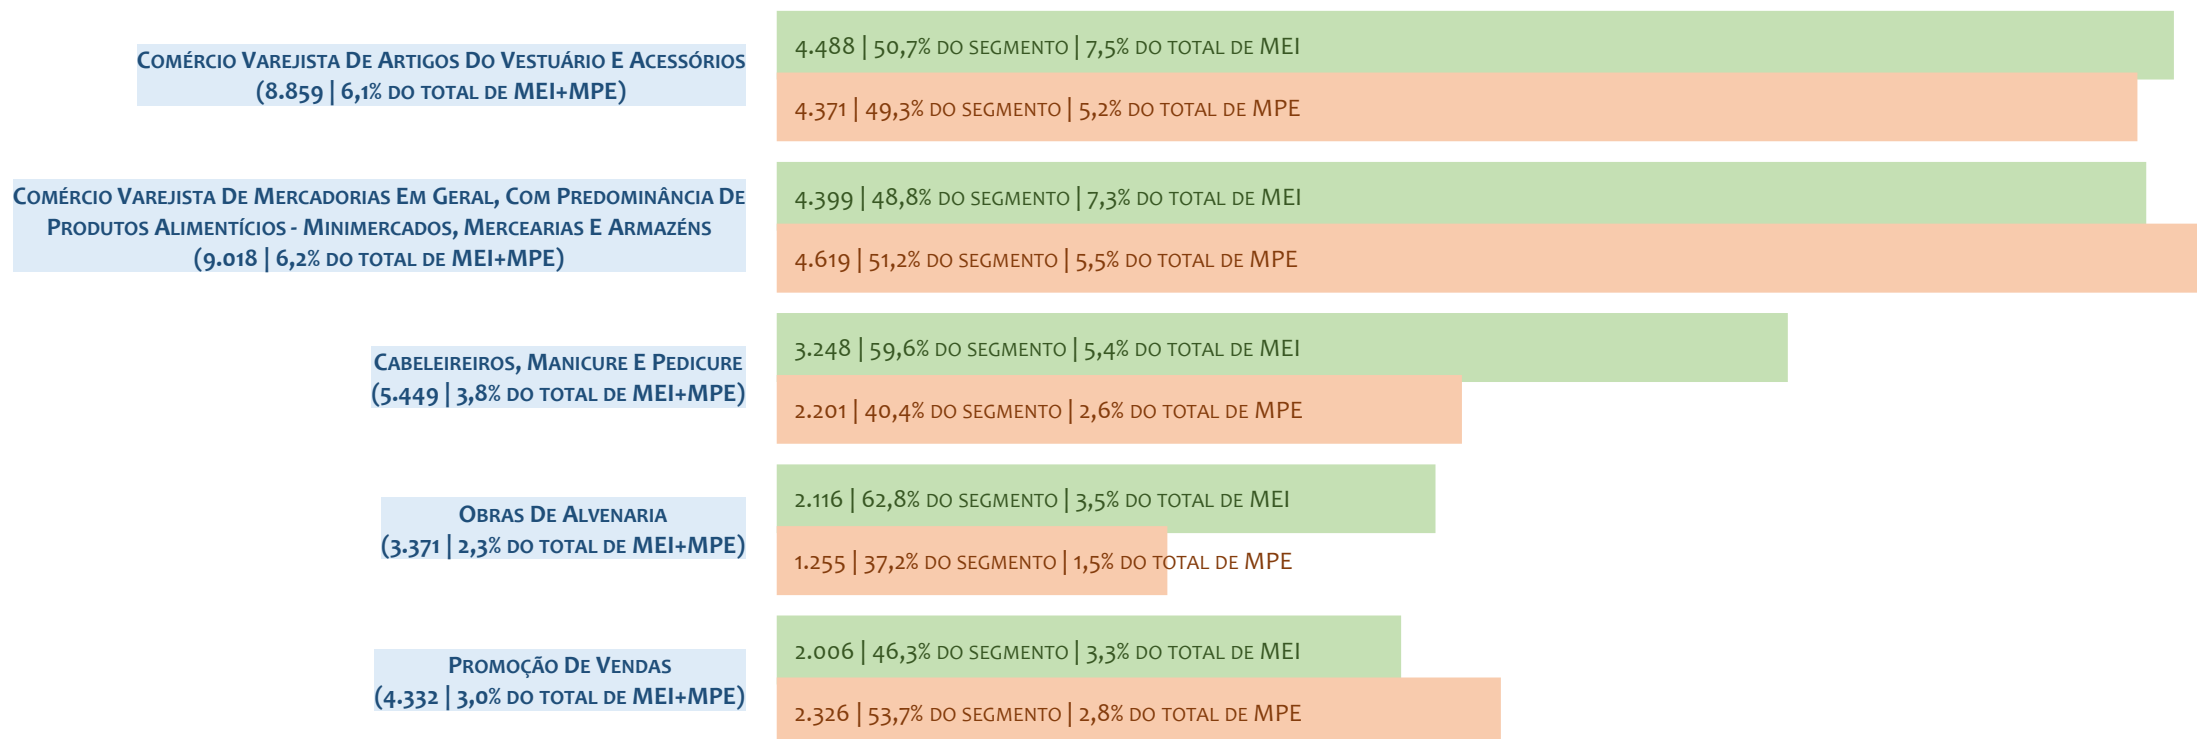 Comércio Varejista De Artigos Do Vestuário E Acessórios
(8.859 | 6,1% do total de MEI+MPE)
4.488 | 50,7% do segmento | 7,5% do total de MEI
4.371 | 49,3% do segmento | 5,2% do total de MPE
Comércio Varejista De Mercadorias Em Geral, Com Predominância De
Produtos Alimentícios - Minimercados, Mercearias E Armazéns
(9.018 | 6,2% do total de MEI+MPE)
4.399 | 48,8% do segmento | 7,3% do total de MEI
4.619 | 51,2% do segmento | 5,5% do total de MPE
Cabeleireiros, Manicure E Pedicure
(5.449 | 3,8% do total de MEI+MPE)
3.248 | 59,6% do segmento | 5,4% do total de MEI
2.201 | 40,4% do segmento | 2,6% do total de MPE
Obras De Alvenaria
(3.371 | 2,3% do total de MEI+MPE)
2.116 | 62,8% do segmento | 3,5% do total de MEI
1.255 | 37,2% do segmento | 1,5% do total de MPE
Promoção De Vendas
(4.332 | 3,0% do total de MEI+MPE)
2.006 | 46,3% do segmento | 3,3% do total de MEI
2.326 | 53,7% do segmento | 2,8% do total de MPE